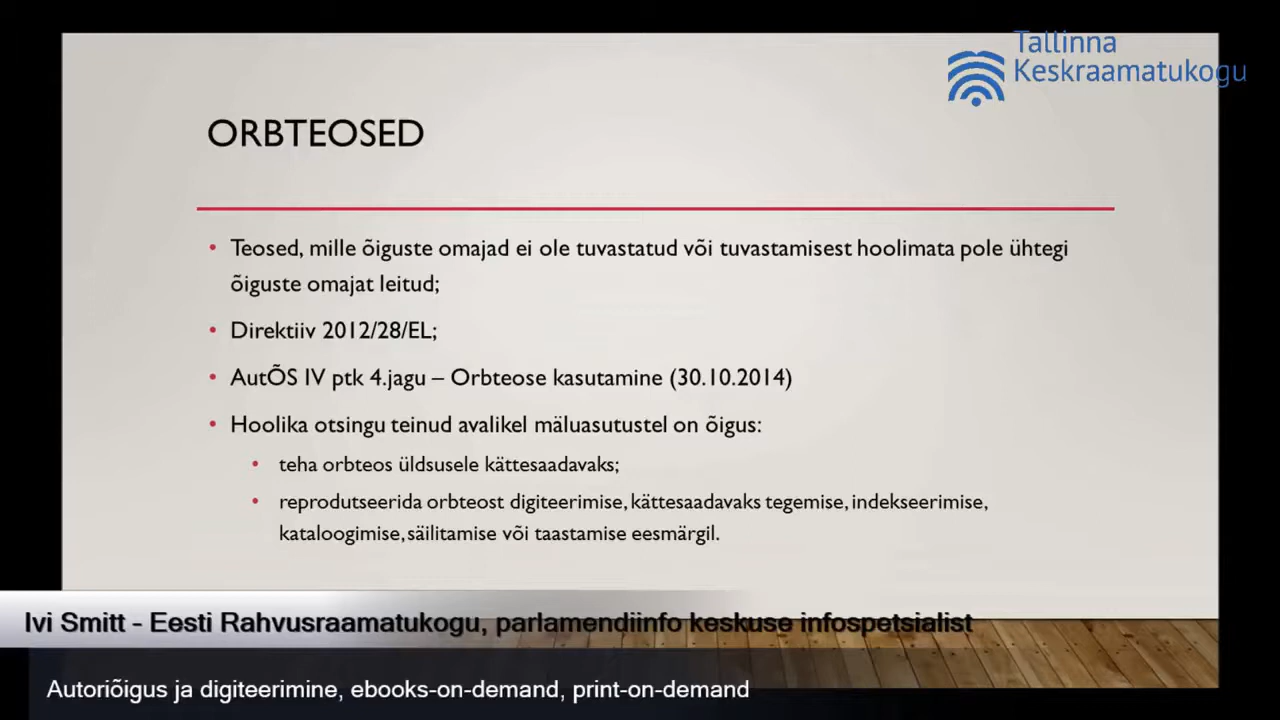 Tallinna
Keskraamatukogu
ORBTEOSED
• Teosed, mille õiguste omajad ei ole tuvastatud või tuvastamisest hoolimata pole ühtegi
õiguste omajat leitud;
• Direktiiv 2012/28/EL;
• AutÕS IV ptk 4.jagu – Orbteose kasutamine (30.10.2014)
• Hoolika otsingu teinud avalikel mäluasutustel on õigus:
• teha orbteos üldsusele kättesaadavaks;
• reprodutseerida orbteost digiteerimise, kättesaadavaks tegemise, indekseerimise,
kataloogimise, säilitamise või taastamise eesmärgil.
Ivi Smitt - Eesti Rahvusraamatukogu, parlamendiinfo keskuse infospetsialist
Autoriõigus ja digiteerimine, ebooks-on-demand, print-on-demand